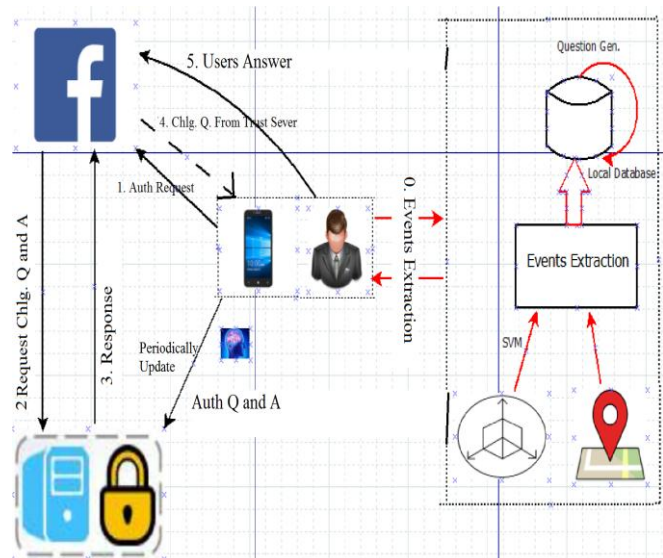 5. Users Answer
4. Chlg. Q. From Trust Sever
1. Auth Request
2 Request Chlg. Q and A
3. Response
Periodically
Update
Auth Q and A
0. Events Extraction
Question Gen.
Local Database
Events Extraction
SVM